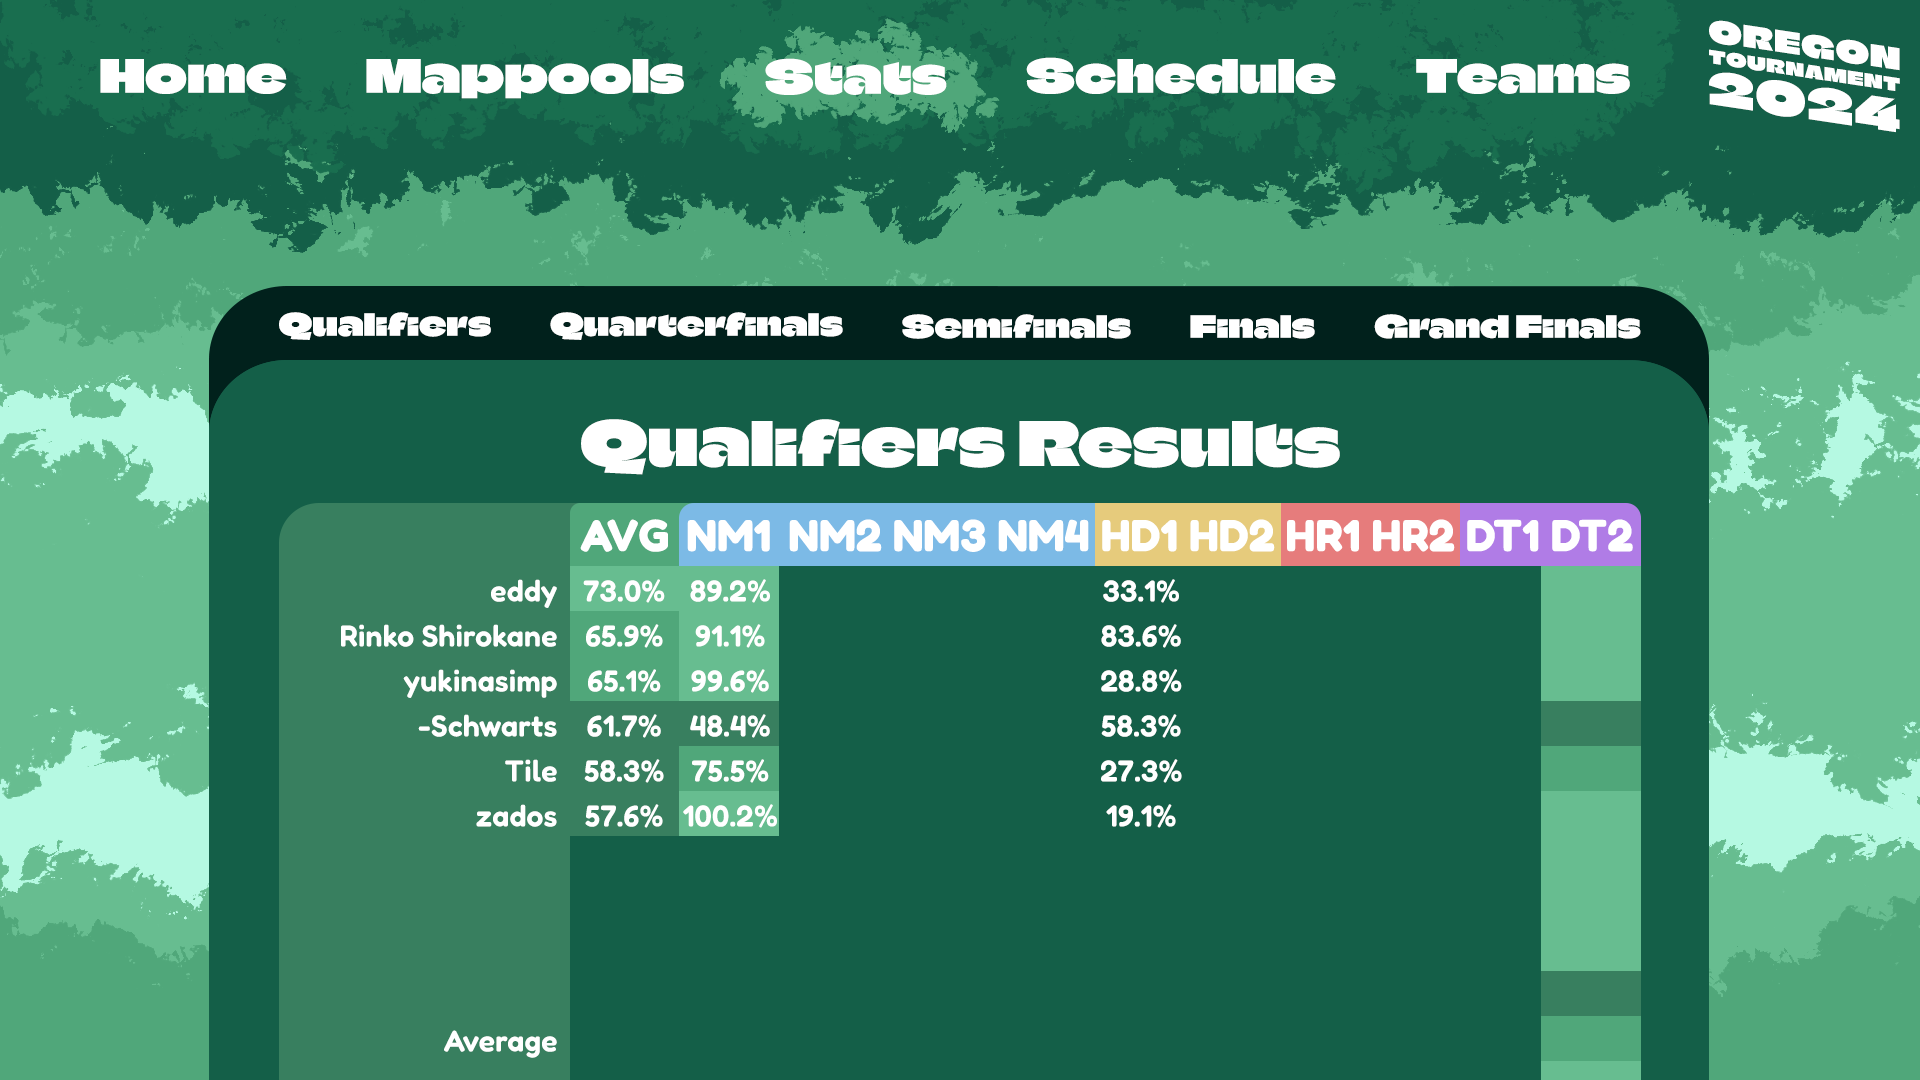 Home Mappools Stats Schedule Teams
OREGON
TOURNAMENT
2024
Qualifiers Quarterfinals Semifinals Finals Grand Finals
Qualifiers Results
AVG NM1 NM2 NM3 NM4 HD1 HD2 HR1 HR2 DT1 DT2
eddy 73.0% 89.2% 33.1%
Rinko Shirokane 65.9% 91.1% 83.6%
yukinasimp 65.1% 99.6% 28.8%
-Schwarts 61.7% 48.4% 58.3%
Tile 58.3% 75.5% 27.3%
zados 57.6% 100.2% 19.1%
Average